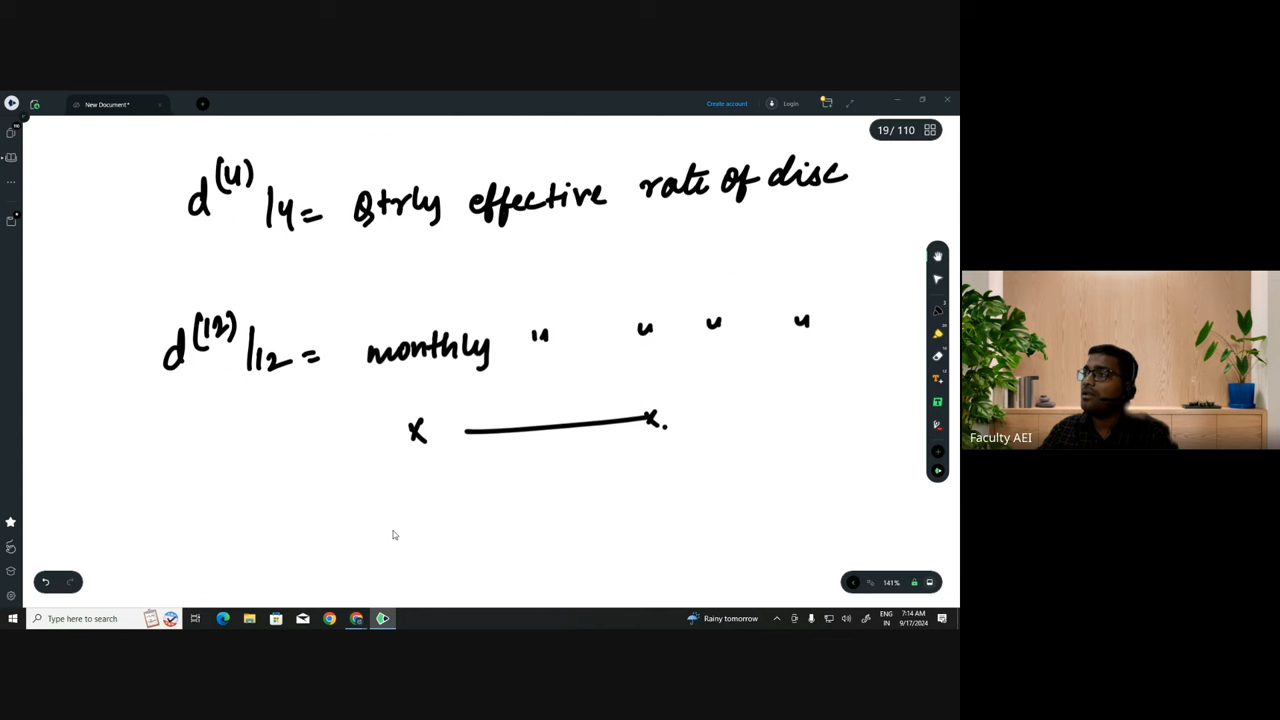 New Document*
Create account
Login
19/110
d^(4)/4 = Qtrly effective rate of disc
d^(12)/12 = monthly " " " "
x ——— x.
Faculty AEI
141%
Type here to search
Rainy tomorrow
ENG
IN
7:14 AM
9/17/2024